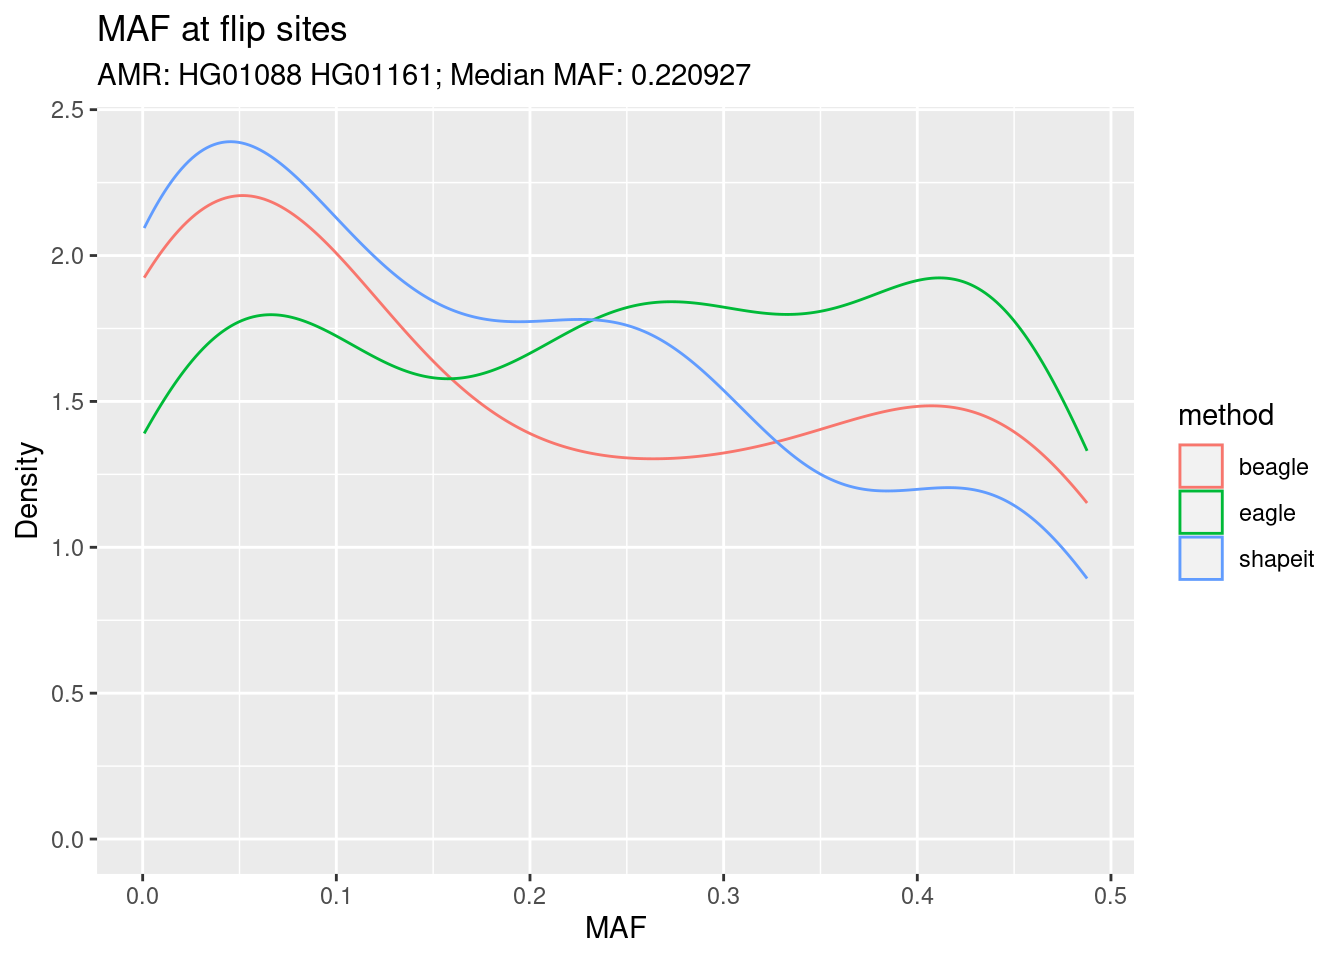 MAF at flip sites
AMR: HG01088 HG01161; Median MAF: 0.220927
2.5
2.0
1.5
1.0
0.5
0.0
Density
0.0 0.1 0.2 0.3 0.4 0.5
MAF
method
beagle
eagle
shapeit